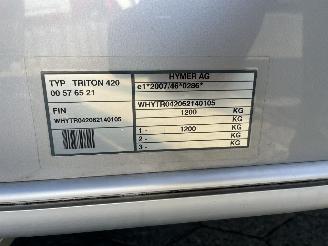 TYP TRITON 420
00 57 65 21
FIN
WHYTR042062140105
HYMER AG
e1*2007/46*0286*
WHYTR042062140105
1200 KG
KG
1 - 1200 KG
2 - KG
3 - KG